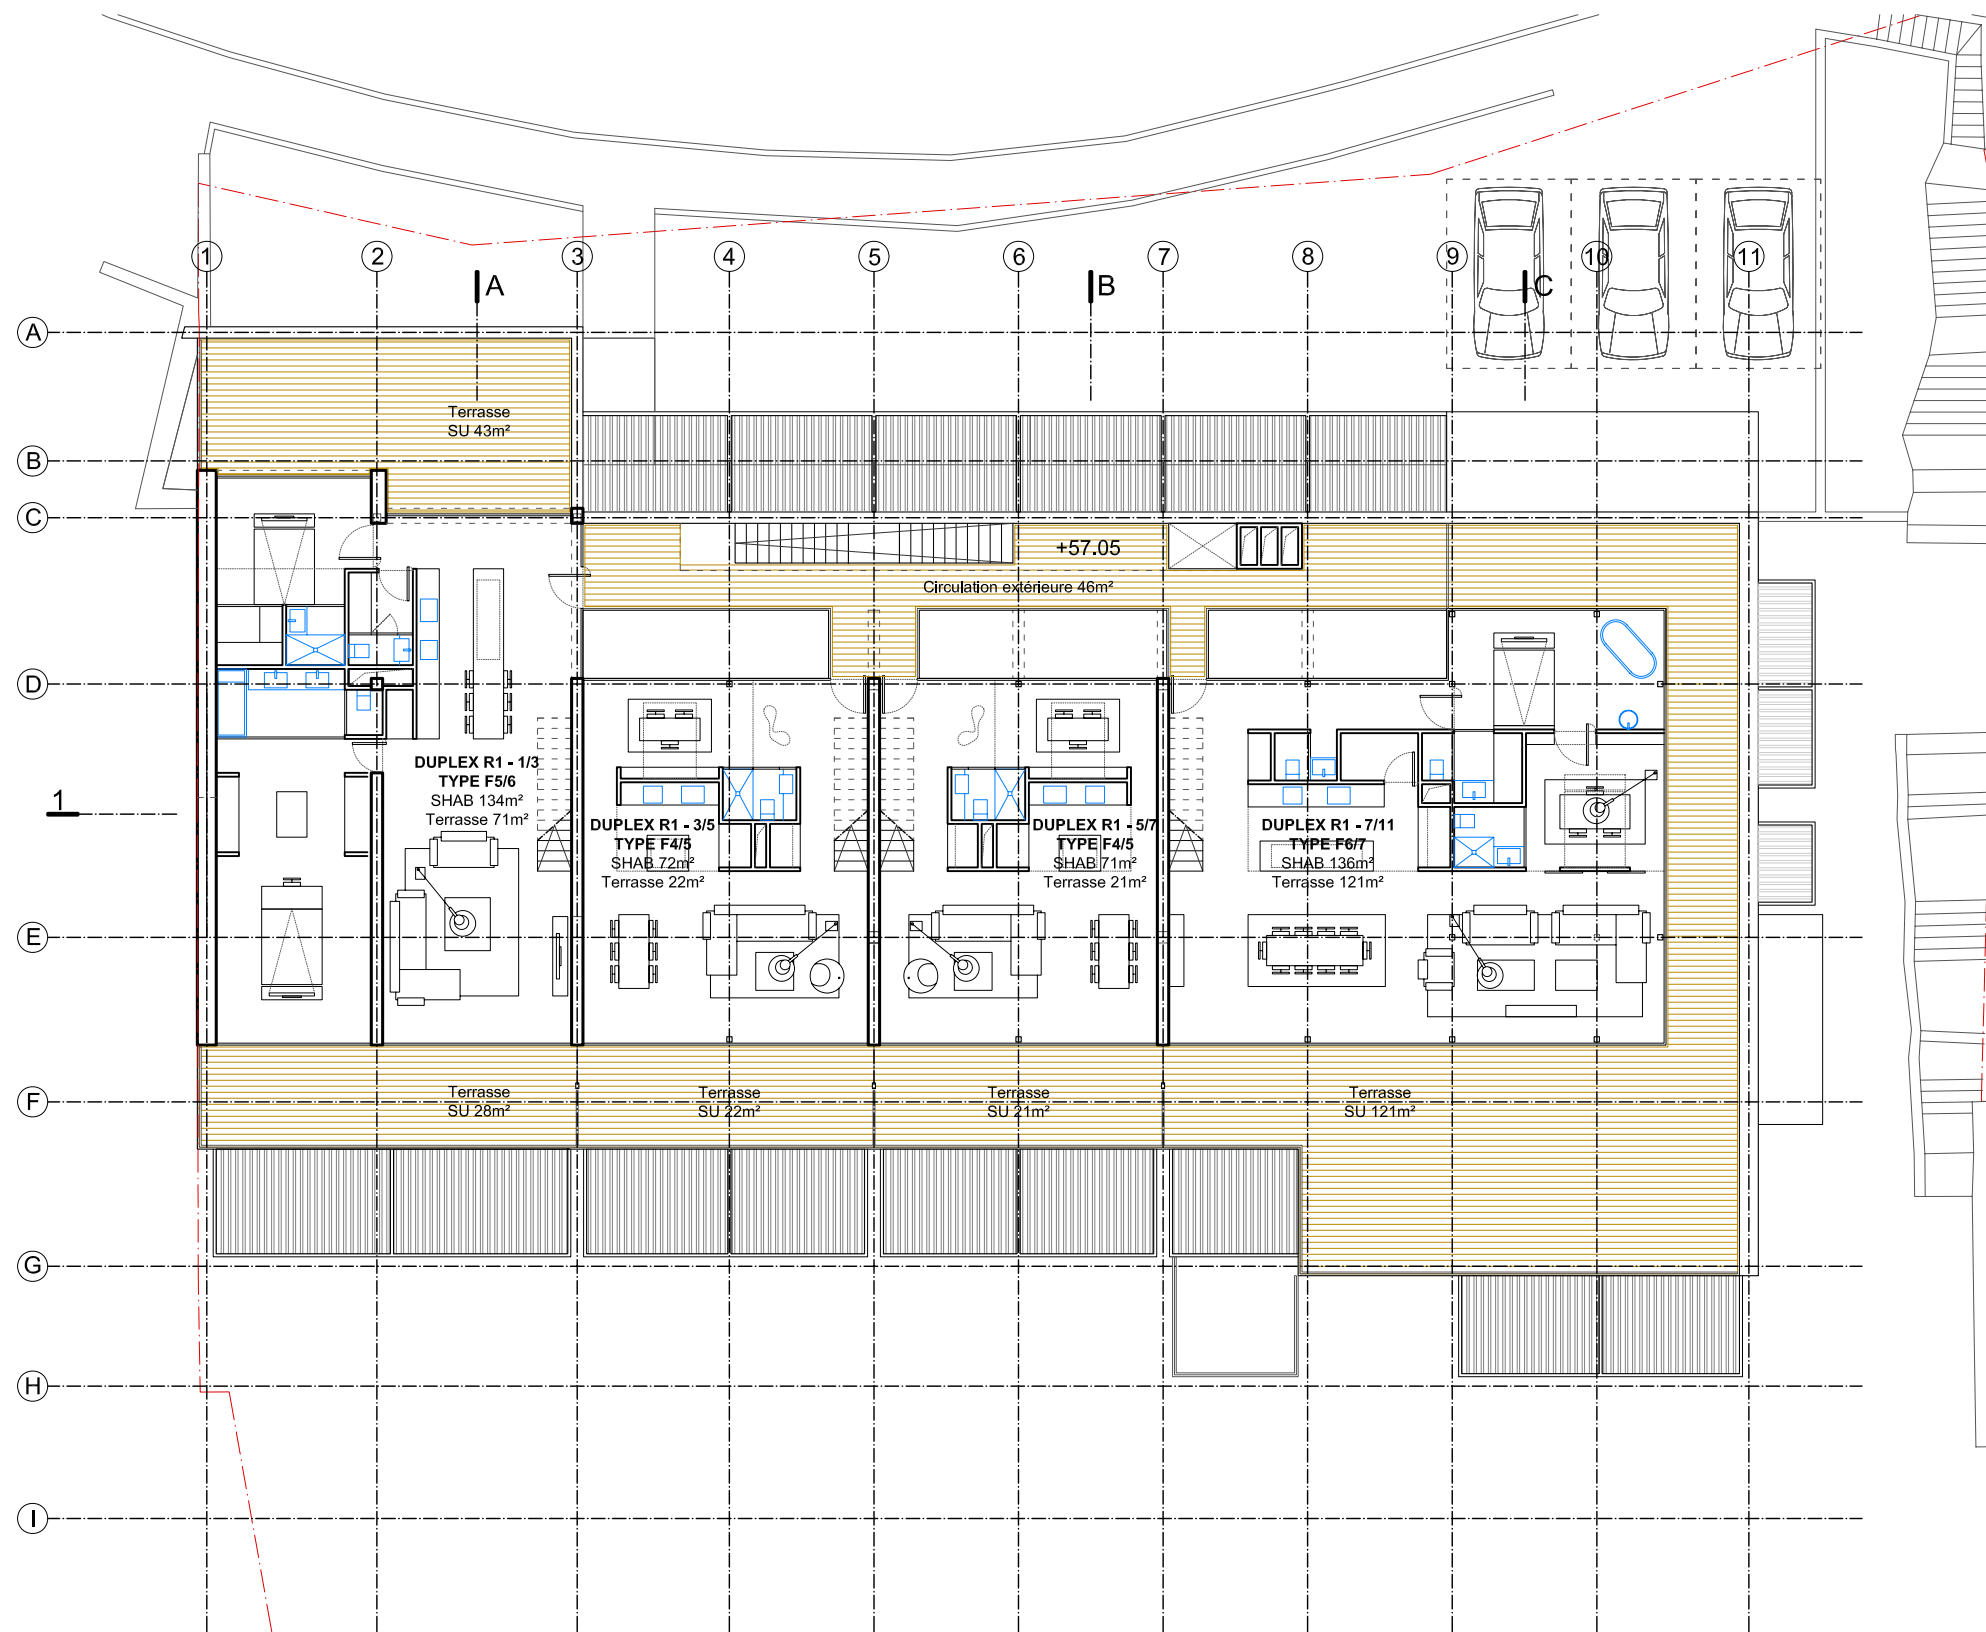 1 2 3 4 5 6 7 8 9 10 11
A B C
A
Terrasse
SU 43m²
B
C
+57.05
Circulation extérieure 46m²
D
DUPLEX R1 - 1/3
TYPE F5/6
SHAB 134m²
Terrasse 71m²
1
DUPLEX R1 - 3/5
TYPE F4/5
SHAB 72m²
Terrasse 22m²
DUPLEX R1 - 5/7
TYPE F4/5
SHAB 71m²
Terrasse 21m²
DUPLEX R1 - 7/11
TYPE F6/7
SHAB 136m²
Terrasse 121m²
E
F
Terrasse
SU 28m²
Terrasse
SU 22m²
Terrasse
SU 21m²
Terrasse
SU 121m²
G
H
I